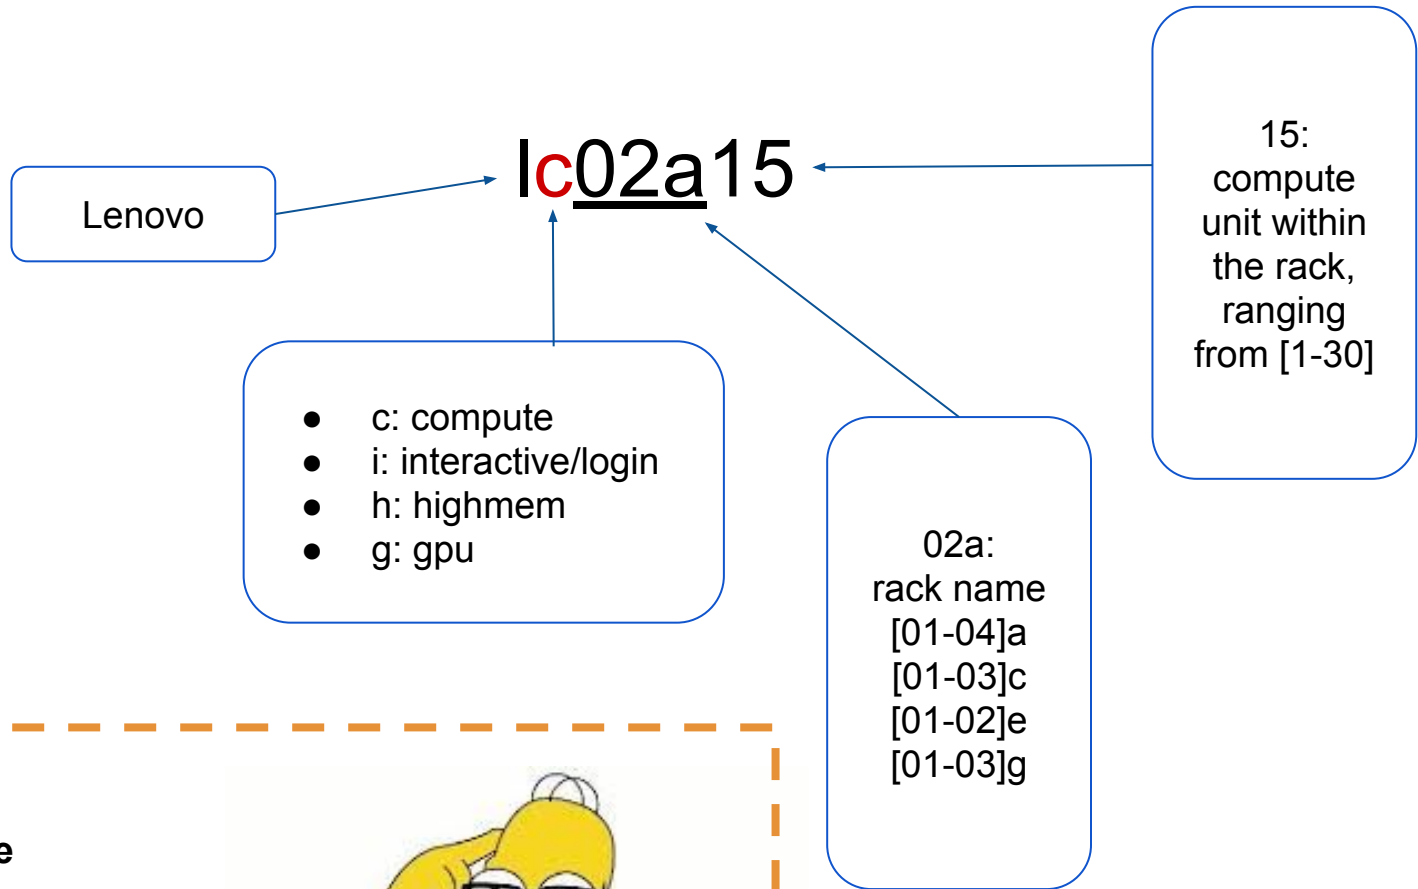 lc02a15
Lenovo
● c: compute
● i: interactive/login
● h: highmem
● g: gpu
02a:
rack name
[01-04]a
[01-03]c
[01-02]e
[01-03]g
15:
compute
unit within
the rack,
ranging
from [1-30]
e